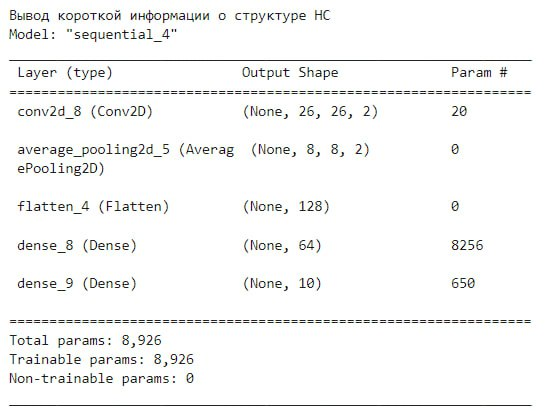 Вывод короткой информации о структуре НС
Model: "sequential_4"
Layer (type) Output Shape Param #
conv2d_8 (Conv2D) (None, 26, 26, 2) 20
average_pooling2d_5 (Averag (None, 8, 8, 2) 0
ePooling2D)
flatten_4 (Flatten) (None, 128) 0
dense_8 (Dense) (None, 64) 8256
dense_9 (Dense) (None, 10) 650
Total params: 8,926
Trainable params: 8,926
Non-trainable params: 0